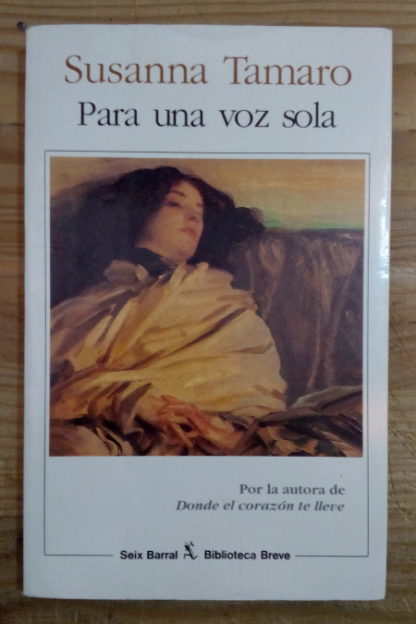 Susanna Tamaro
Para una voz sola
Por la autora de
Donde el corazón te lleve
Seix Barral Biblioteca Breve